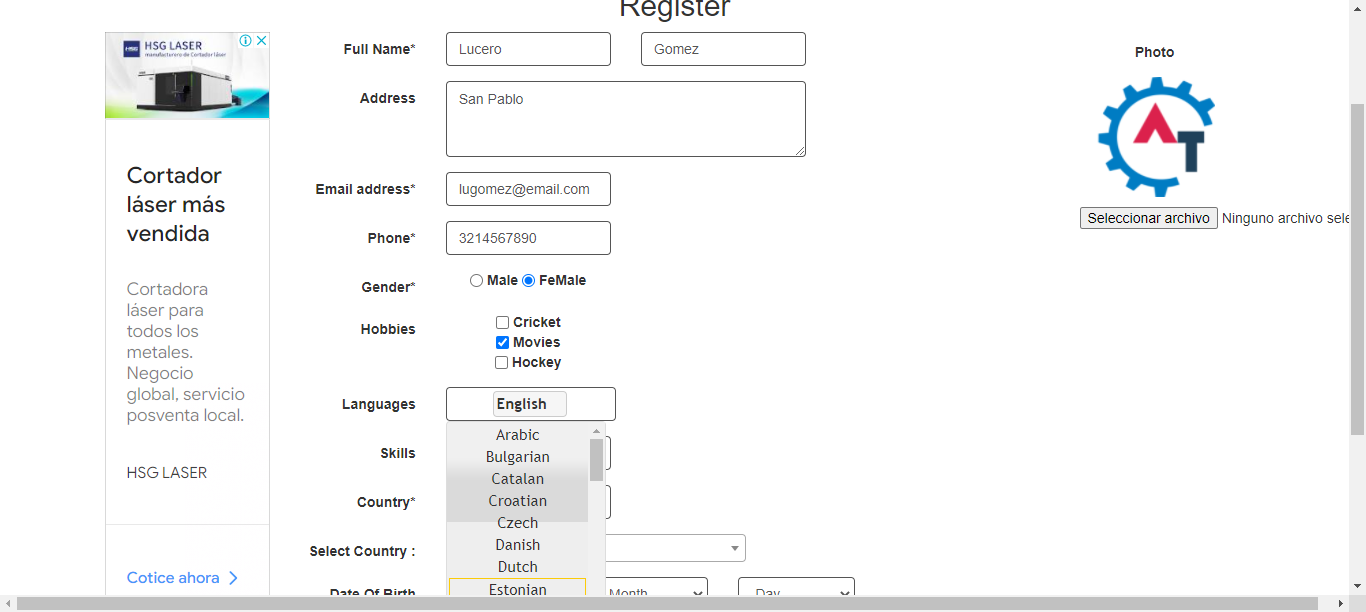 Register
HSG HSG LASER
manufacturero de Cortador láser
Cortador
láser más
vendida
Cortadora
láser para
todos los
metales.
Negocio
global, servicio
posventa local.
HSG LASER
Cotice ahora
Full Name*
Lucero
Gomez
Address
San Pablo
Email address*
lugomez@email.com
Phone*
3214567890
Gender*
Male
FeMale
Hobbies
Cricket
Movies
Hockey
Languages
English
Arabic
Bulgarian
Catalan
Croatian
Czech
Danish
Dutch
Estonian
Skills
Country*
Select Country :
Date Of Birth
Month
Day
Photo
AT
Seleccionar archivo Ninguno archivo sele